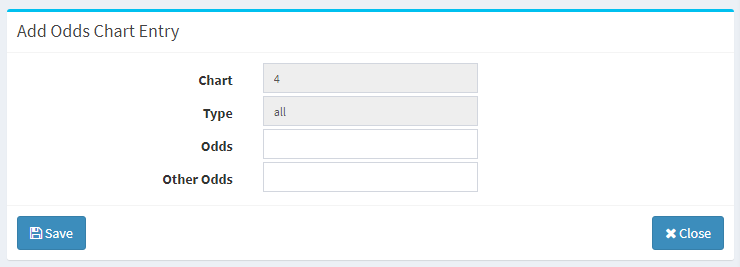 Add Odds Chart Entry
Chart 4
Type all
Odds
Other Odds
Save Close